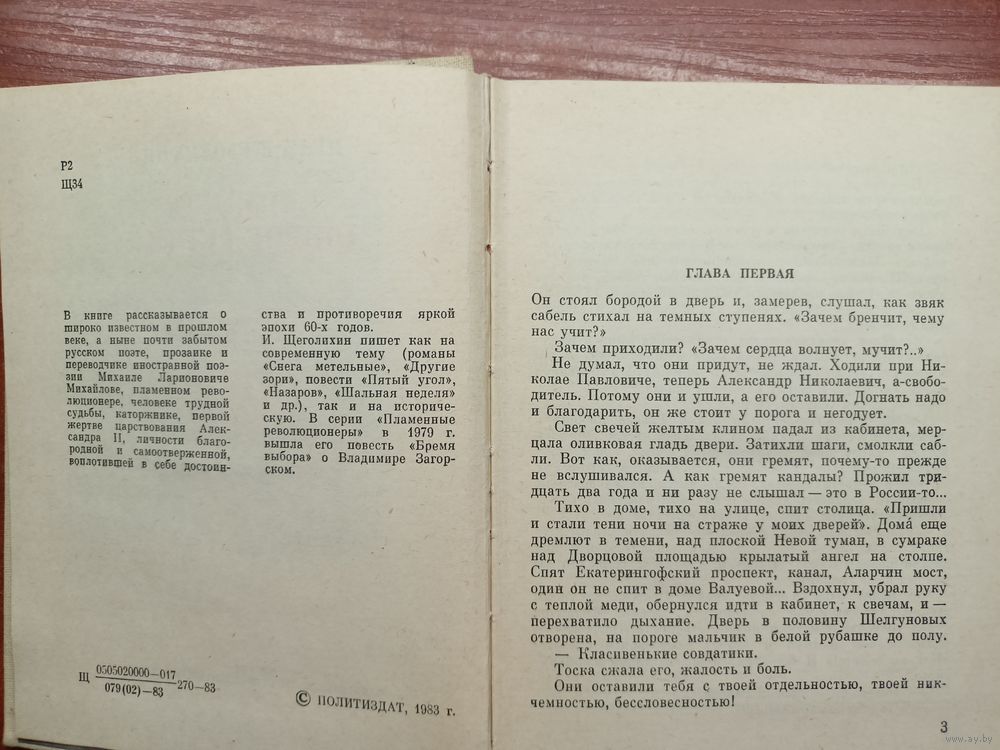 Р2
Щ34
В книге рассказывается о
широко известном в прошлом
веке, а ныне почти забытом
русском поэте, прозаике и
переводчике иностранной поэ-
зии Михаиле Ларионовиче
Михайлове, пламенном рево-
люционере, человеке трудной
судьбы, каторжнике, первой
жертве царствования Алек-
сандра II, личности благо-
родной и самоотверженной,
воплотившей в себе достоин-
ства и противоречия яркой
эпохи 60-х годов.
И. Щеголихин пишет как на
современную тему (романы
«Снега метельные», «Другие
зори», повести «Пятый угол»,
«Назаров», «Шальная неделя»
и др.), так и на историче-
скую. В серии «Пламенные
революционеры» в 1979 г.
вышла его повесть «Бремя
выбора» о Владимире Загор-
ском.
Щ 0505020000—017
079(02)—83 270—83
© ПОЛИТИЗДАТ, 1983 г.
ГЛАВА ПЕРВАЯ
Он стоял бородой в дверь и, замерев, слушал, как звяк
сабель стихал на темных ступенях. «Зачем бренчит, чему
нас учит?»
Зачем приходили? «Зачем сердца волнует, мучит?..»
Не думал, что они придут, не ждал. Ходили при Ни-
колае Павловиче, теперь Александр Николаевич, а-свобо-
дитель. Потому они и ушли, а его оставили. Догнать надо
и благодарить, он же стоит у порога и негодует.
Свет свечей желтым клином падал из кабинета, мер-
цала оливковая гладь двери. Затихли шаги, смолкли саб-
ли. Вот как, оказывается, они гремят, почему-то прежде
не вслушивался. А как гремят кандалы? Прожил трид-
дцать два года и ни разу не слышал — это в России-то...
Тихо в доме, тихо на улице, спит столица. «Пришли
и стали тени ночи на страже у моих дверей». Домá еще
дремлют в темени, над плоской Невой туман, в сумраке
над Дворцовой площадью крылатый ангел на столпе.
Спят Екатерингофский проспект, канал, Аларчин мост,
один он не спит в доме Валуевой... Вздохнул, убрал руку
с теплой меди, обернулся идти в кабинет, к свечам, и —
перехватило дыхание. Дверь в половину Шелгуновых
отворена, на пороге мальчик в белой рубашке до полу.
— Класивенькие совдатики.
Тоска сжала его, жалость и боль.
Они оставили тебя с твоей отдельностью, твоей ник-
чемностью, бессловесностью!
3
www.ay.by